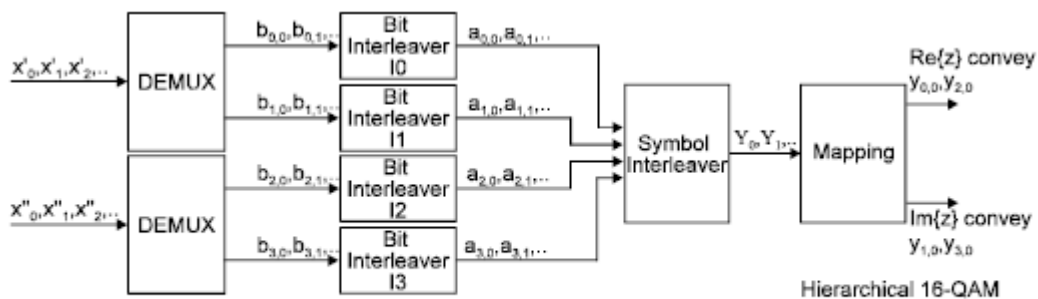 x'0,x'1,x'2,..
DEMUX
b0,0,b0,1,..
Bit
Interleaver
I0
a0,0,a0,1,..
b1,0,b1,1,..
Bit
Interleaver
I1
a1,0,a1,1,..
x"0,x"1,x"2,..
DEMUX
b2,0,b2,1,..
Bit
Interleaver
I2
a2,0,a2,1,..
b3,0,b3,1,..
Bit
Interleaver
I3
a3,0,a3,1,..
Symbol
Interleaver
Y0,Y1,..
Mapping
Re{z} convey
y0,0,y2,0
Im{z} convey
y1,0,y3,0
Hierarchical 16-QAM